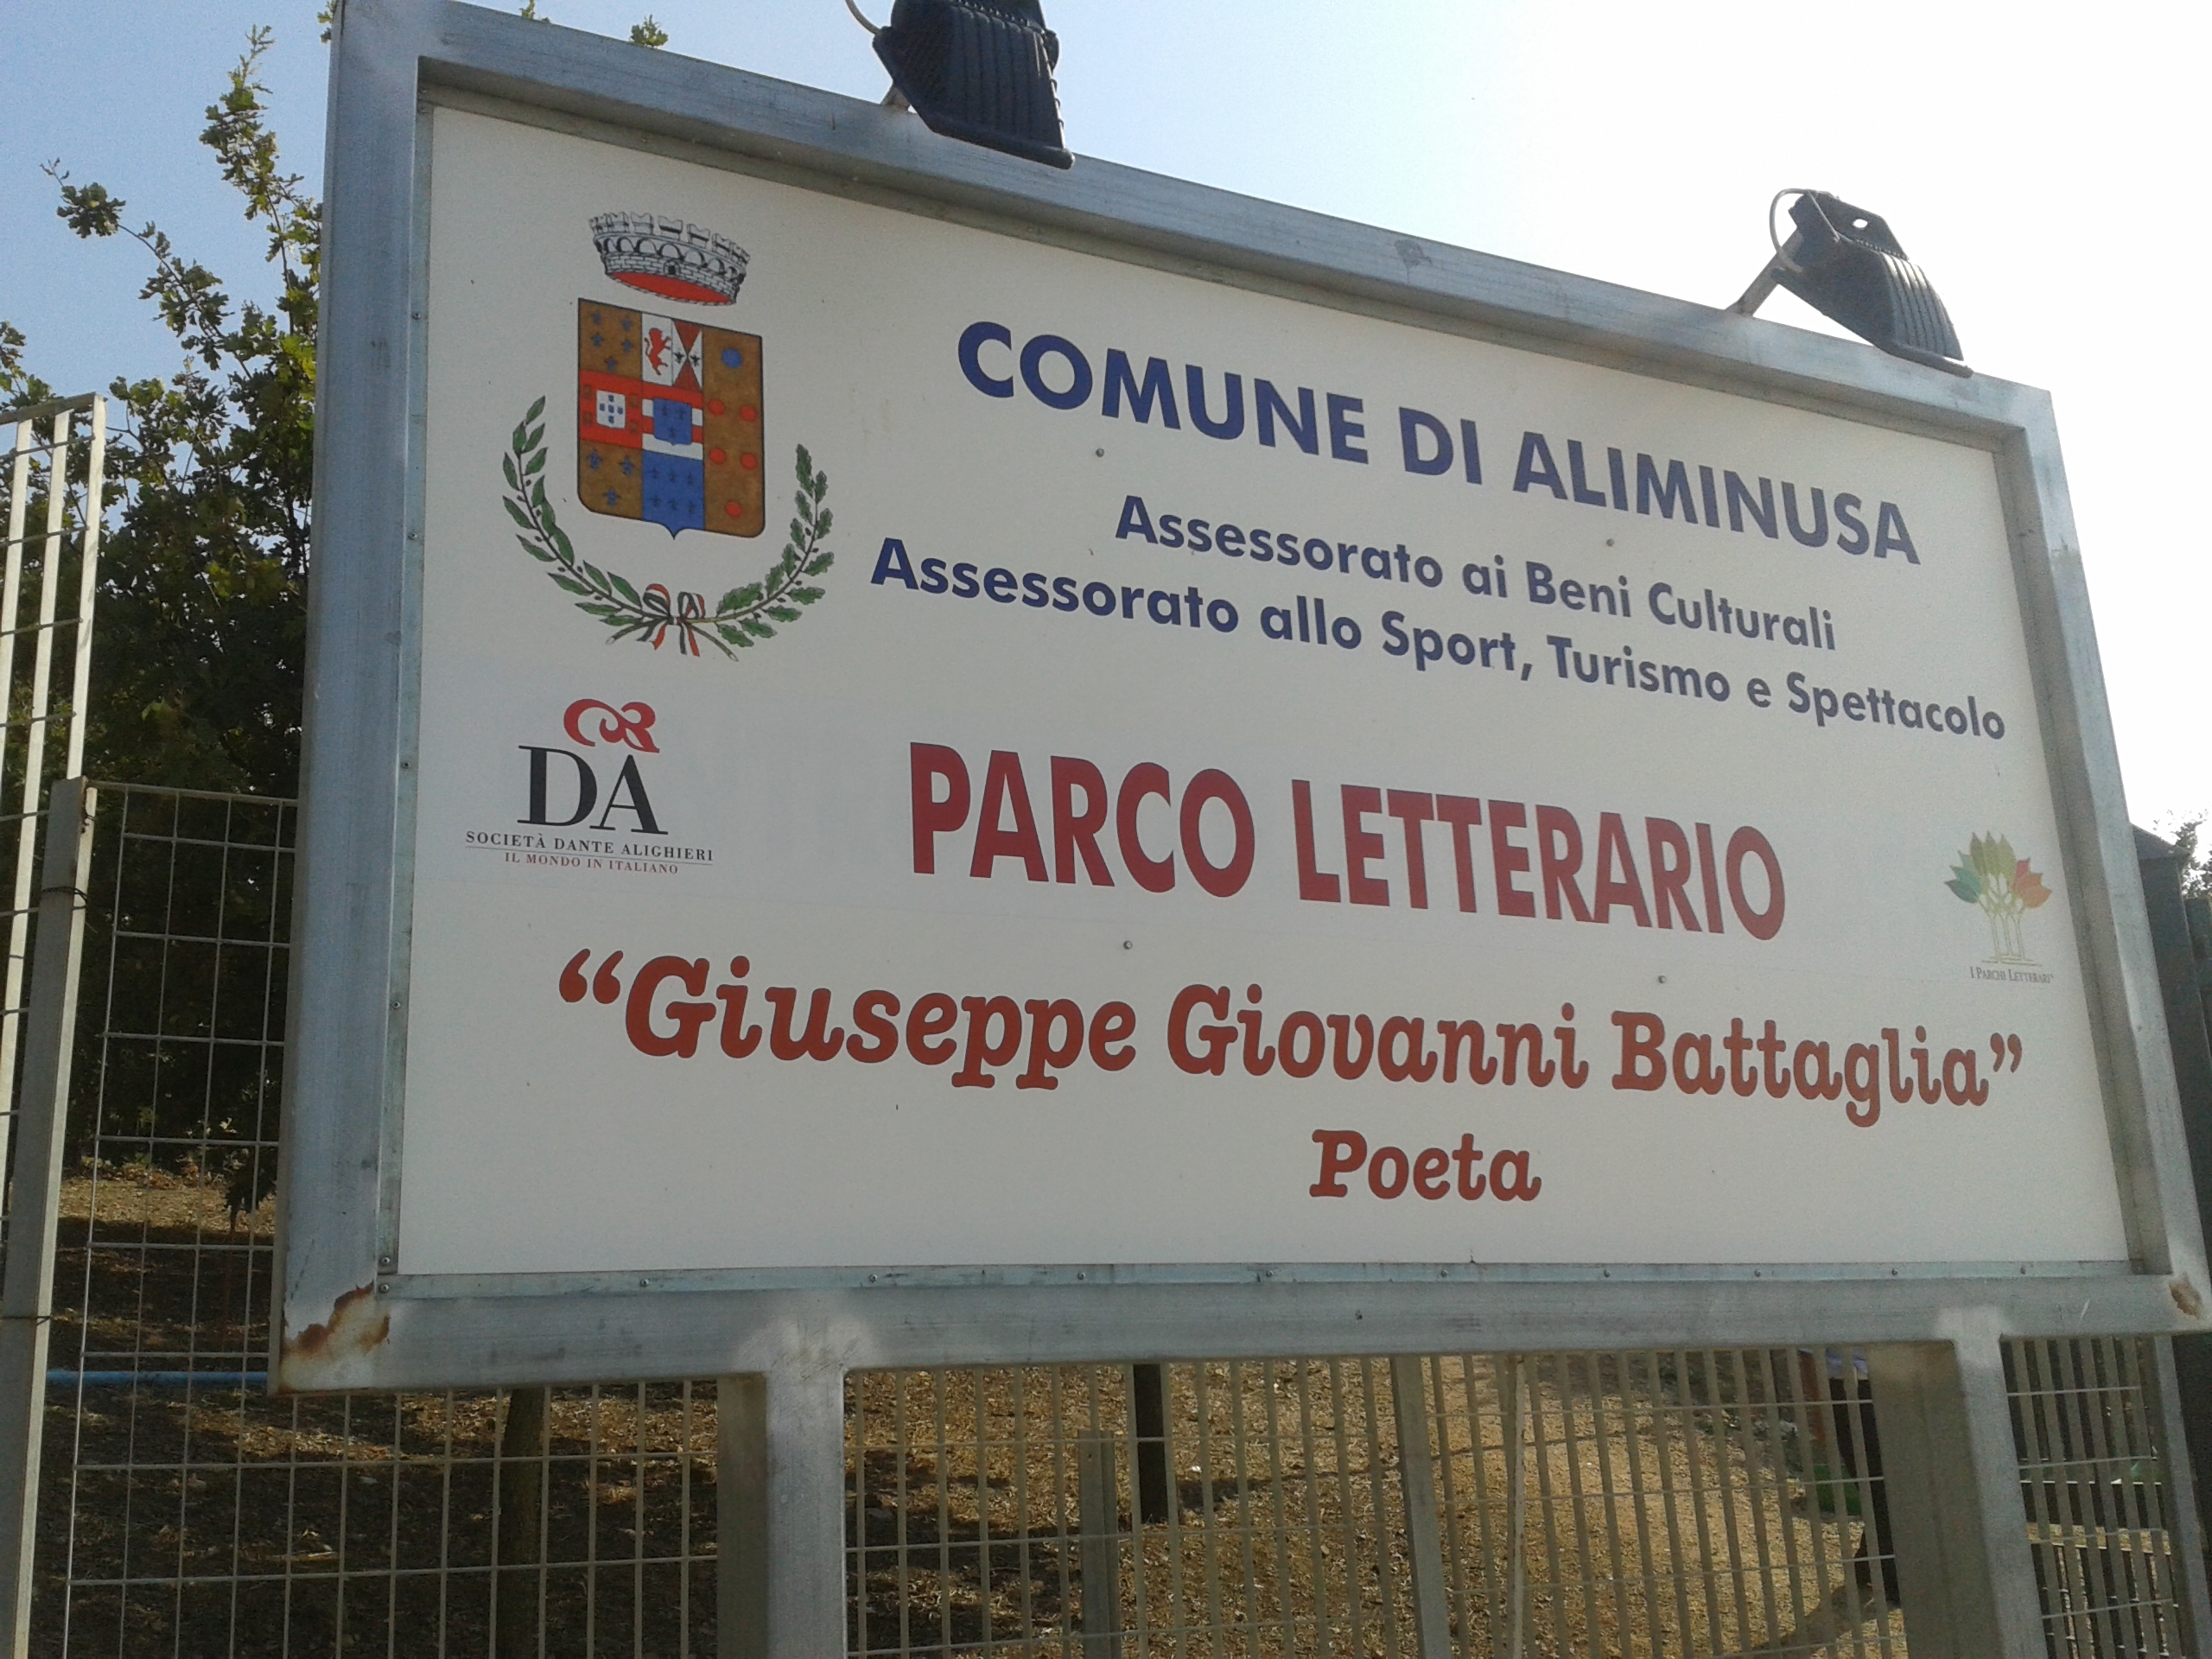 COMUNE DI ALIMINUSA
Assessorato ai Beni Culturali
Assessorato allo Sport, Turismo e Spettacolo
DA
SOCIETÀ DANTE ALIGHIERI
IL MONDO IN ITALIANO
PARCO LETTERARIO
I PARCHI LETTERARI®
“Giuseppe Giovanni Battaglia”
Poeta